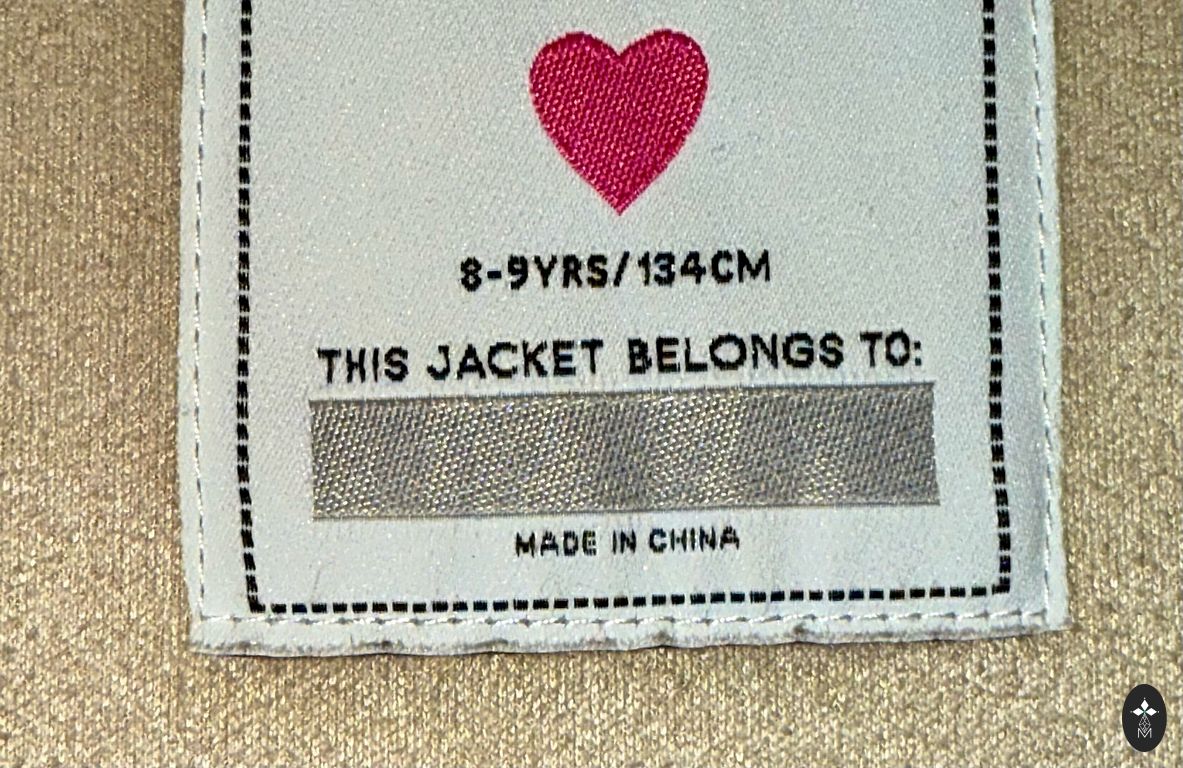 8-9YRS/134CM
THIS JACKET BELONGS TO:
MADE IN CHINA
M